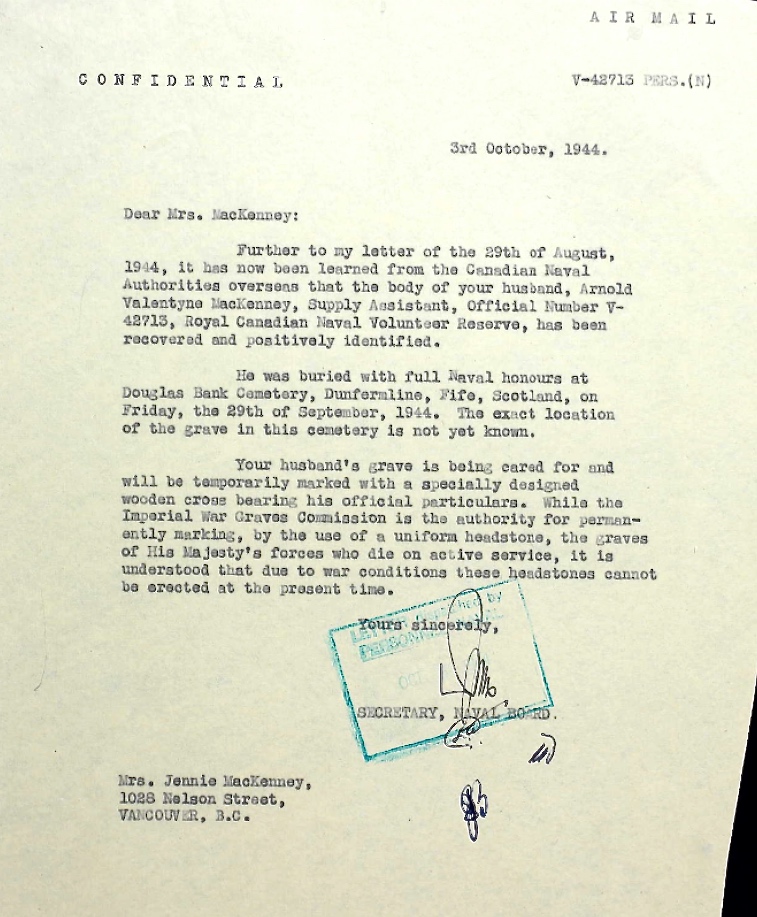 AIR MAIL
CONFIDENTIAL
V-42713 PERS.(N)
3rd October, 1944.
Dear Mrs. MacKenney:
Further to my letter of the 29th of August,
1944, it has now been learned from the Canadian Naval
Authorities overseas that the body of your husband, Arnold
Valentyne MacKenney, Supply Assistant, Official Number V-
42713, Royal Canadian Naval Volunteer Reserve, has been
recovered and positively identified.
He was buried with full Naval honours at
Douglas Bank Cemetery, Dunfermline, Fife, Scotland, on
Friday, the 29th of September, 1944. The exact location
of the grave in this cemetery is not yet known.
Your husband's grave is being cared for and
will be temporarily marked with a specially designed
wooden cross bearing his official particulars. While the
Imperial War Graves Commission is the authority for perman-
ently marking, by the use of a uniform headstone, the graves
of His Majesty's forces who die on active service, it is
understood that due to war conditions these headstones cannot
be erected at the present time.
LETTER by
Yours sincerely,
OCT
SECRETARY, NAVAL BOARD.
Mrs. Jennie MacKenney,
1028 Nelson Street,
VANCOUVER, B.C.